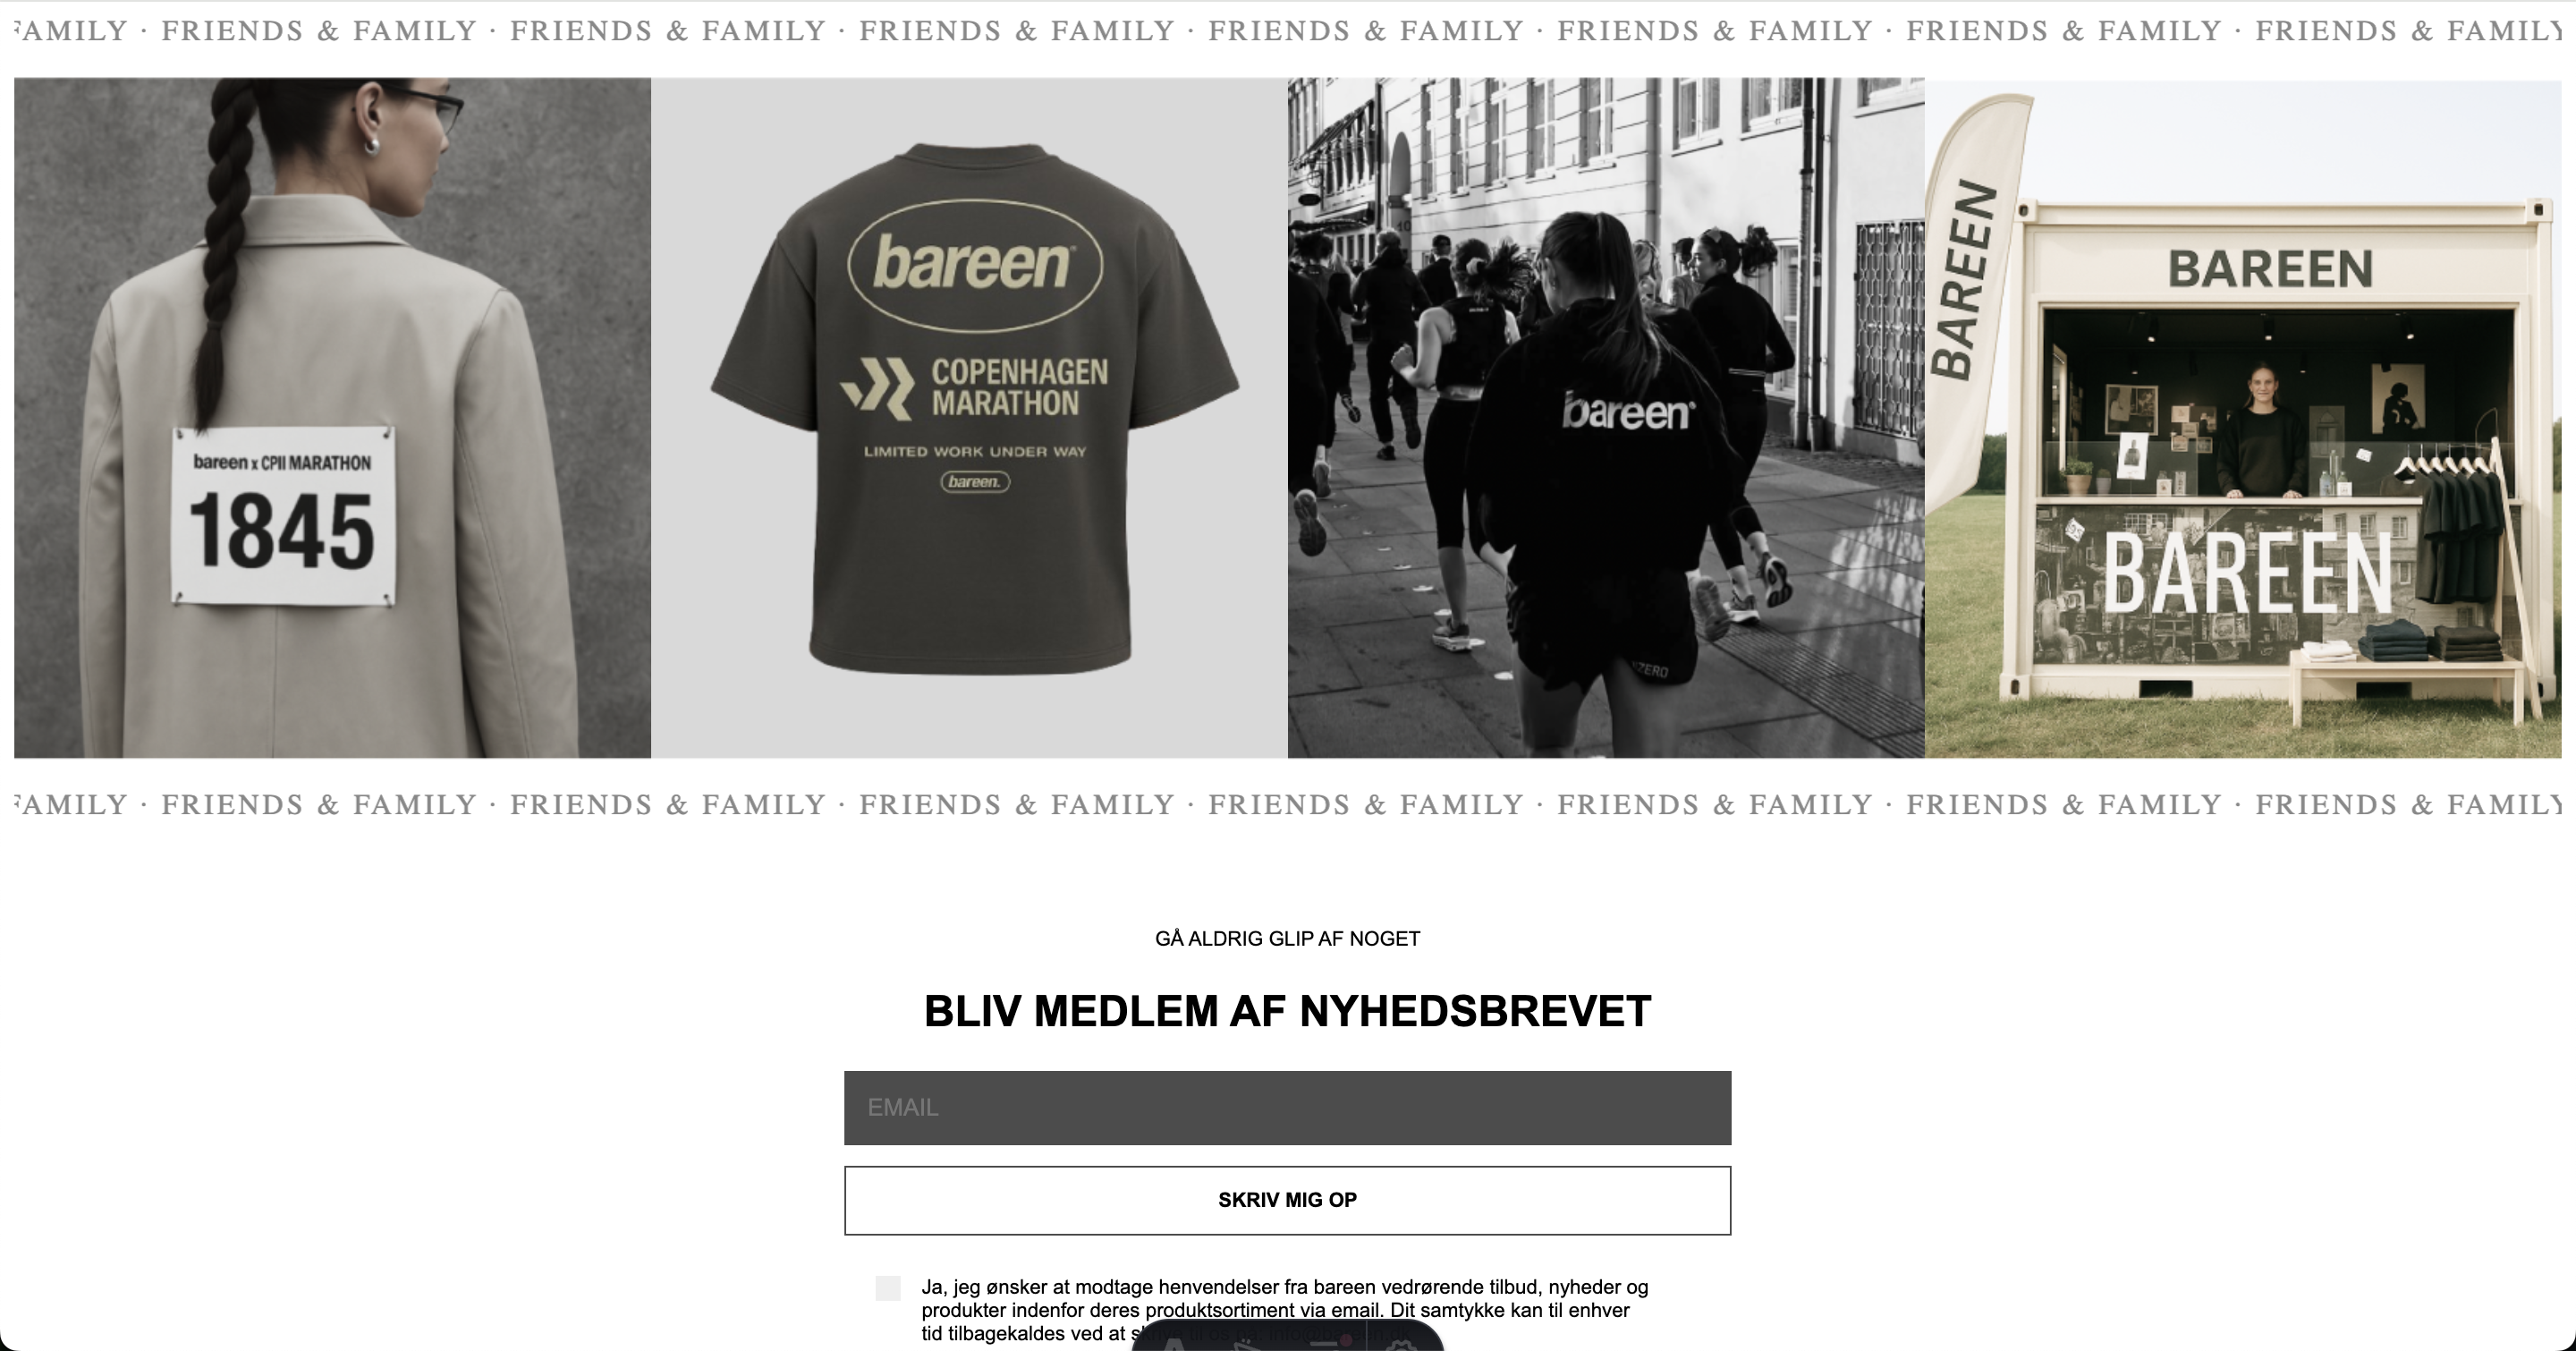 FAMILY · FRIENDS & FAMILY · FRIENDS & FAMILY · FRIENDS & FAMILY · FRIENDS & FAMILY · FRIENDS & FAMILY · FRIENDS & FAMILY · FRIENDS & FAMILY
bareen x CPII MARATHON
1845
bareen
COPENHAGEN
MARATHON
LIMITED WORK UNDER WAY
bareen.
bareen
ZERO
BAREEN
BAREEN
BAREEN
FAMILY · FRIENDS & FAMILY · FRIENDS & FAMILY · FRIENDS & FAMILY · FRIENDS & FAMILY · FRIENDS & FAMILY · FRIENDS & FAMILY · FRIENDS & FAMILY
GÅ ALDRIG GLIP AF NOGET
BLIV MEDLEM AF NYHEDSBREVET
EMAIL
SKRIV MIG OP
Ja, jeg ønsker at modtage henvendelser fra bareen vedrørende tilbud, nyheder og
produkter indenfor deres produktsortiment via email. Dit samtykke kan til enhver
tid tilbagekaldes ved at